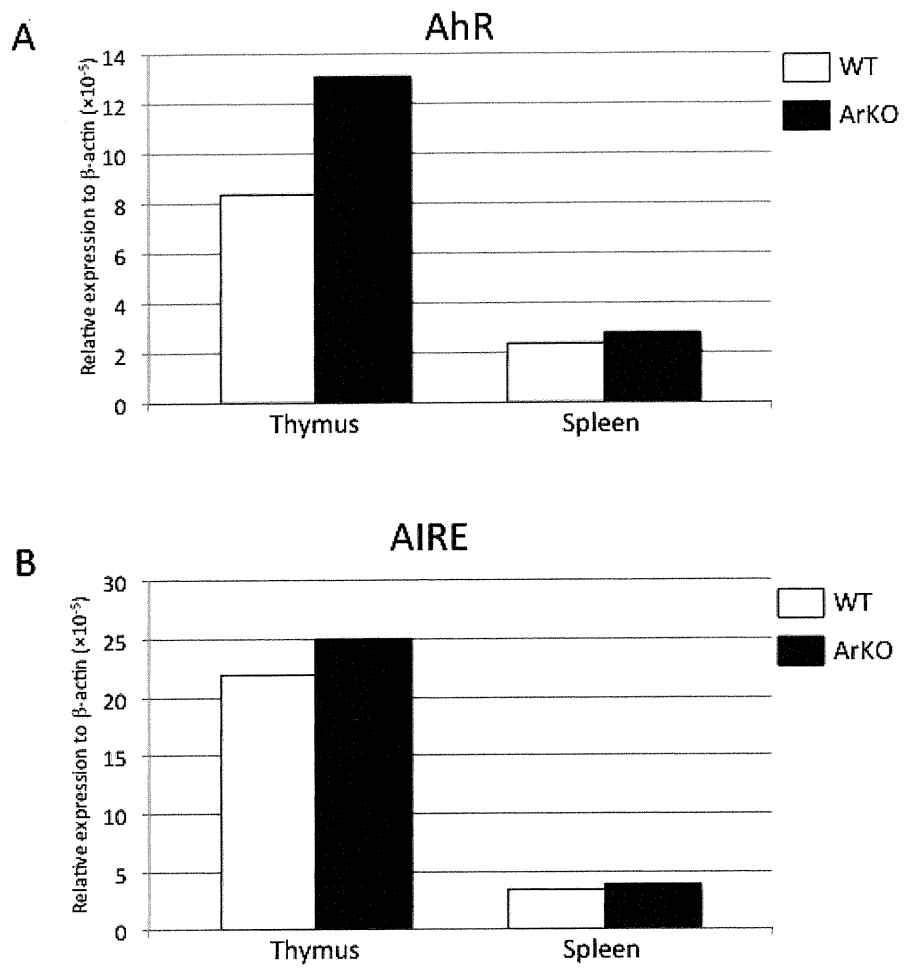 A
AhR
Relative expression to β-actin (×10⁻⁵)
14
12
10
8
6
4
2
0
Thymus
Spleen
WT
ArKO
B
AIRE
Relative expression to β-actin (×10⁻⁵)
30
25
20
15
10
5
0
Thymus
Spleen
WT
ArKO